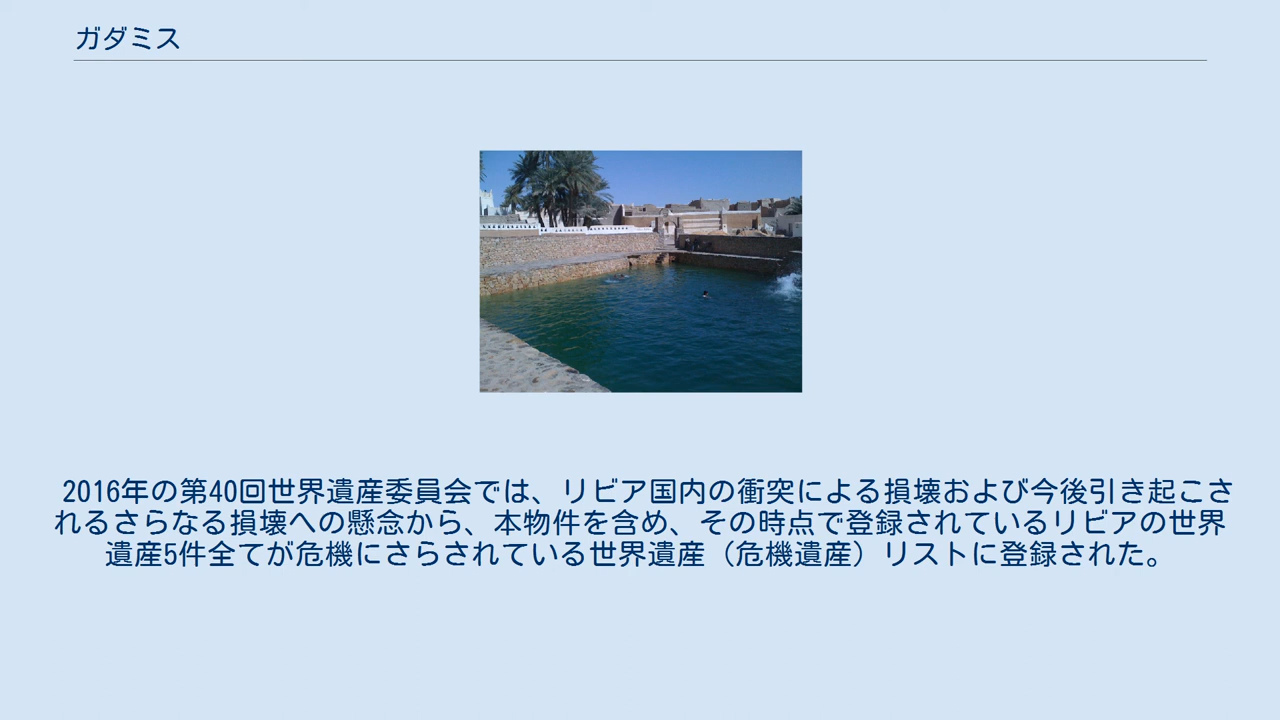 ガダミス
2016年の第40回世界遺産委員会では、リビア国内の衝突による損壊および今後引き起こさ
れるさらなる損壊への懸念から、本物件を含め、その時点で登録されているリビアの世界
遺産5件全てが危機にさらされている世界遺産（危機遺産）リストに登録された。